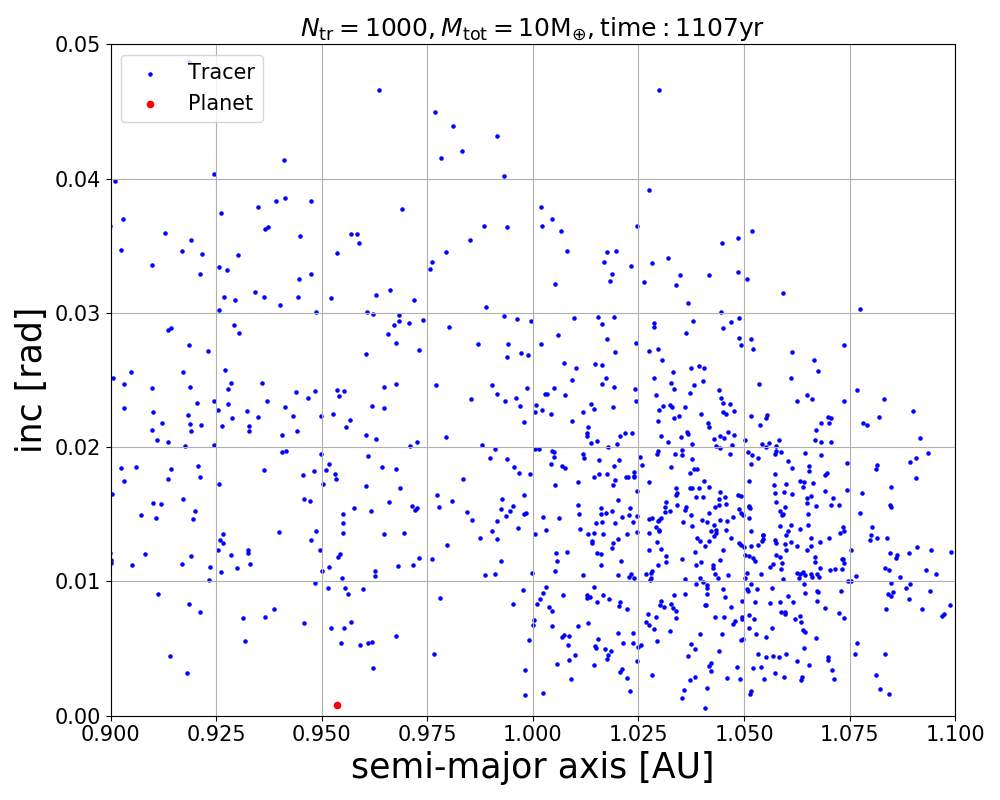 N_tr = 1000, M_tot = 10M_⊕, time : 1107yr
Tracer
Planet
0.05
0.04
0.03
0.02
0.01
0.00
inc [rad]
0.900 0.925 0.950 0.975 1.000 1.025 1.050 1.075 1.100
semi-major axis [AU]